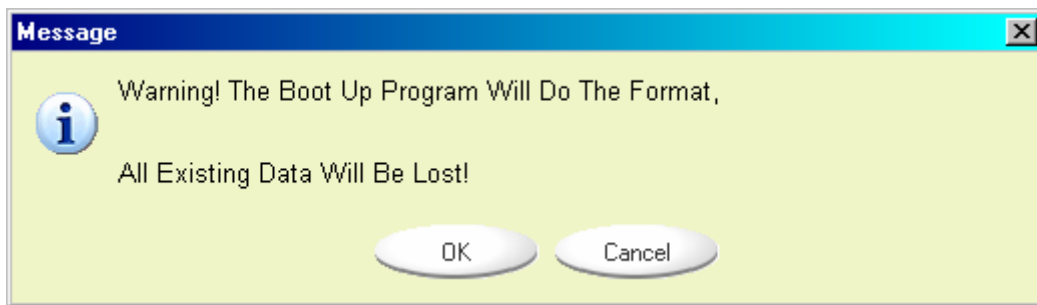 Message
Warning! The Boot Up Program Will Do The Format,
All Existing Data Will Be Lost!
OK Cancel